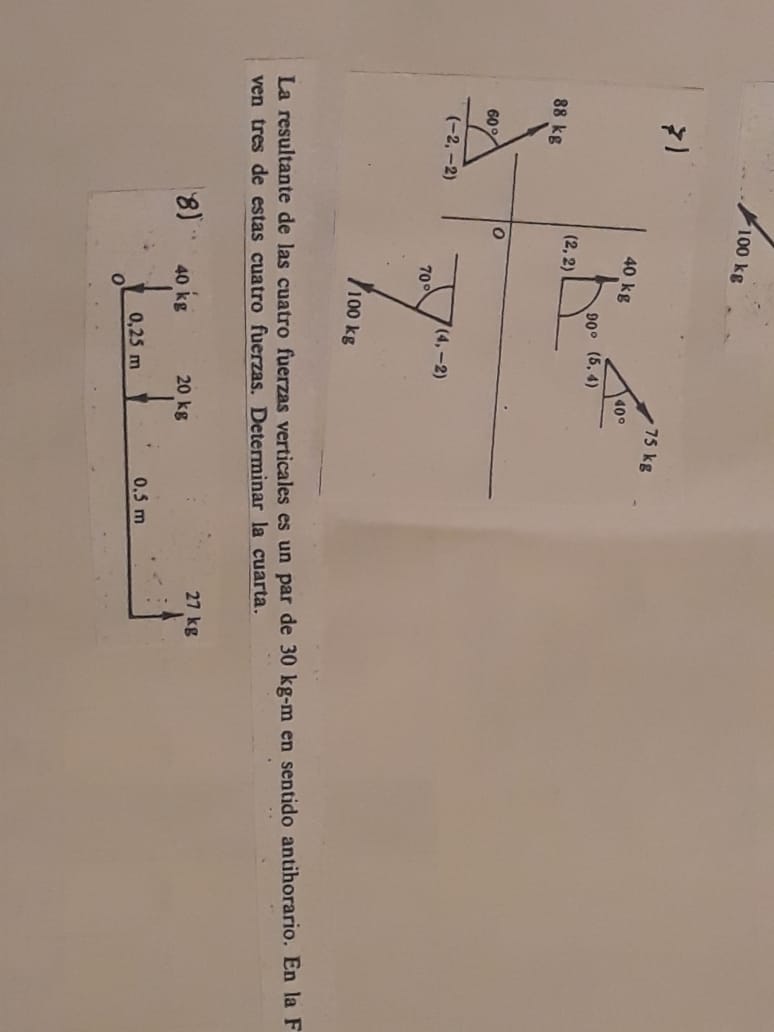 100 kg
7)
75 kg
40 kg
40°
90° (5, 4)
(2, 2)
88 kg
O
60°
(-2, -2)
(4, -2)
70°
100 kg
La resultante de las cuatro fuerzas verticales es un par de 30 kg-m en sentido antihorario. En la F
ven tres de estas cuatro fuerzas. Determinar la cuarta.
8)
40 kg 20 kg 27 kg
0,25 m 0,5 m
O